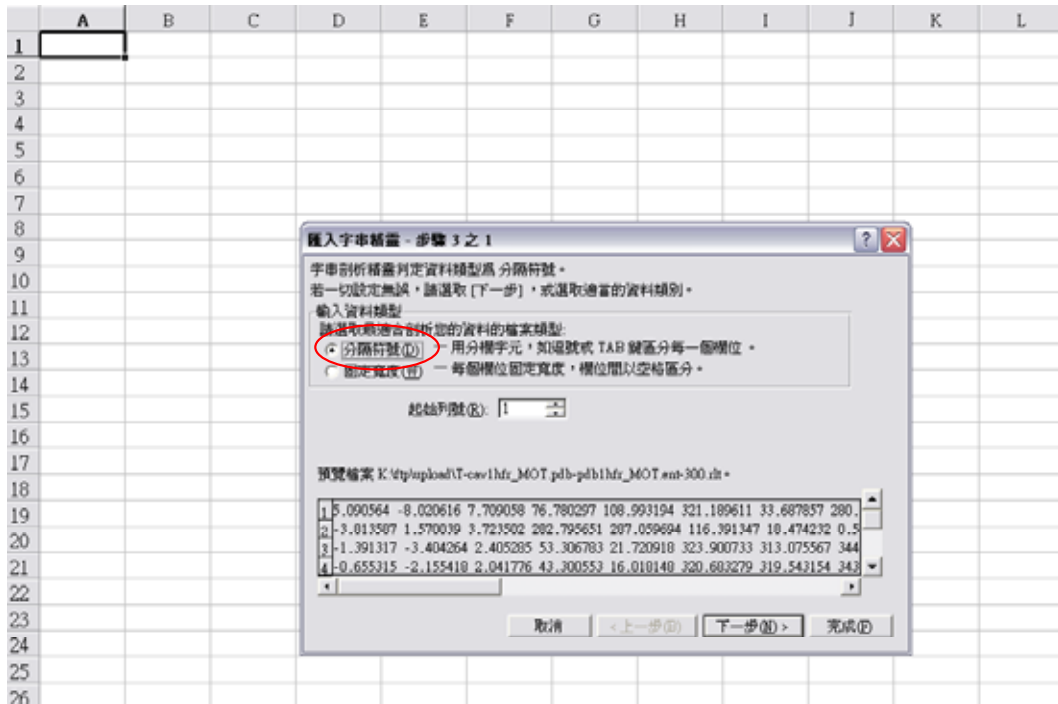 A B C D E F G H I J K L
1
2
3
4
5
6
7
8
9
10
11
12
13
14
15
16
17
18
19
20
21
22
23
24
25
26
匯入字串精靈 - 步驟 3 之 1
字串剖析精靈判定資料類型為 分隔符號。
若一切設定無誤，請選取 [下一步]，或選取適當的資料類別。
輸入資料類型
請選取最適合剖析您的資料的檔案類型:
分隔符號(D) － 用分欄字元，如逗號或 TAB 鍵區分每一個欄位。
固定寬度(W) － 每個欄位固定寬度，欄位間以空格區分。
起始列號(R): 1
預覽檔案 K:\ftp\upload\T-cav1hfr_MOT.pdb-pdb1hfr_MOT.ent-300.rlt。
1 5.090564 -8.020616 7.709058 76.780297 108.993194 321.189611 33.687857 280.
2 -3.013587 1.570039 3.723502 282.795651 287.059694 116.391347 18.474232 0.5
3 -1.391317 -3.404264 2.405285 53.306783 21.720918 323.900733 313.075567 344
4 -0.655315 -2.155418 2.041776 43.300553 16.018148 320.683279 319.543154 343
取消 <上一步(B) 下一步(N) > 完成(F)